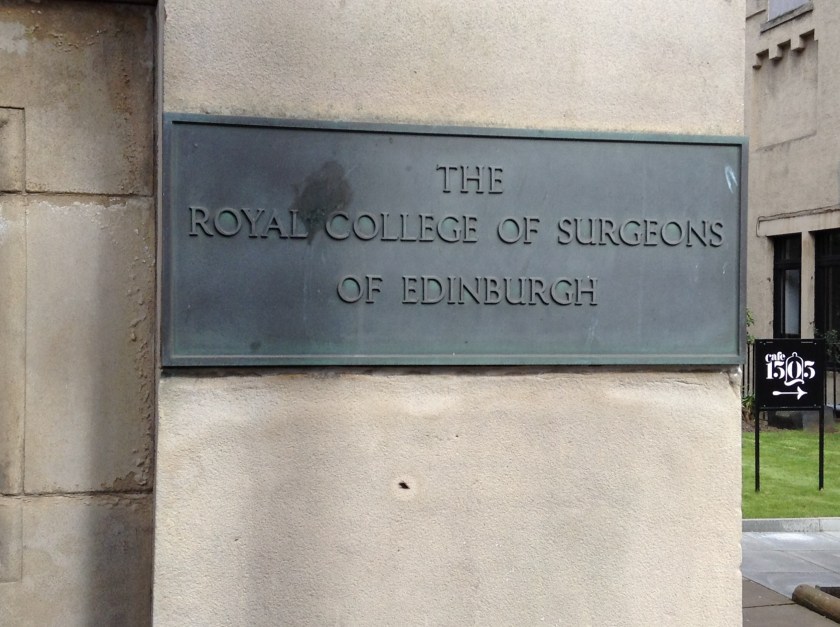 THE
ROYAL COLLEGE OF SURGEONS
OF EDINBURGH
Cafe
1505